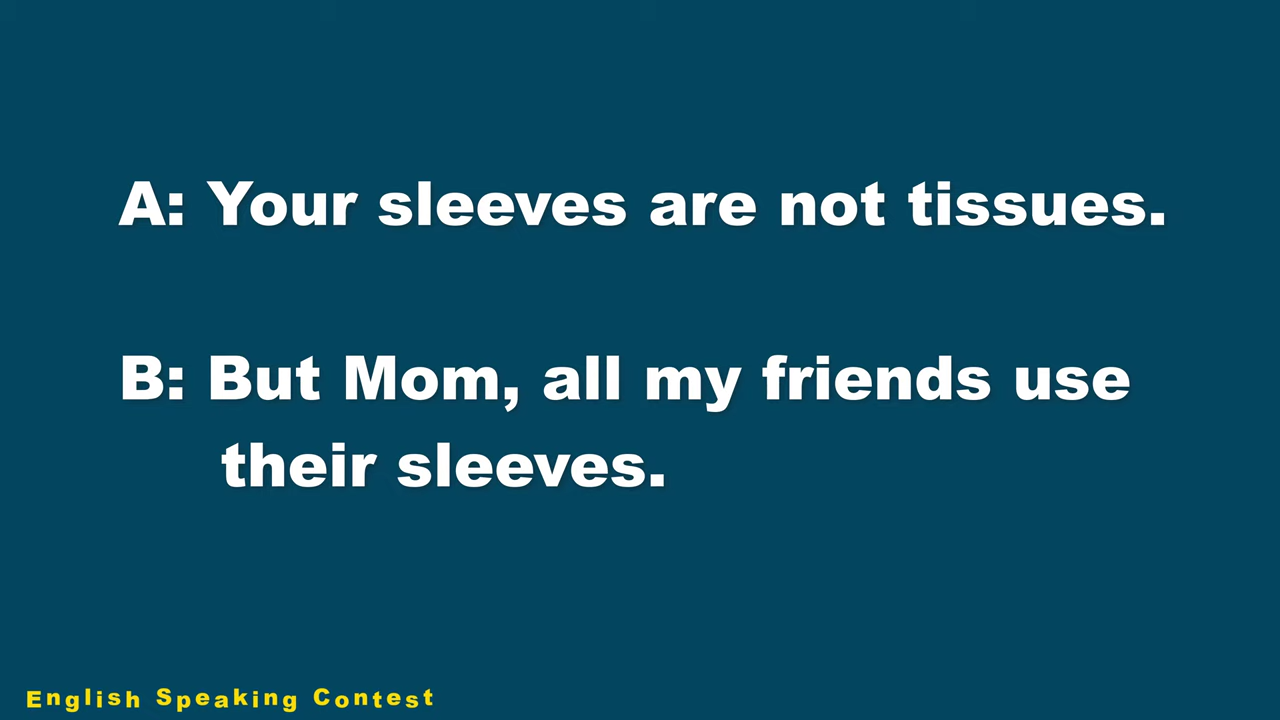 A: Your sleeves are not tissues.
B: But Mom, all my friends use
their sleeves.
English Speaking Contest